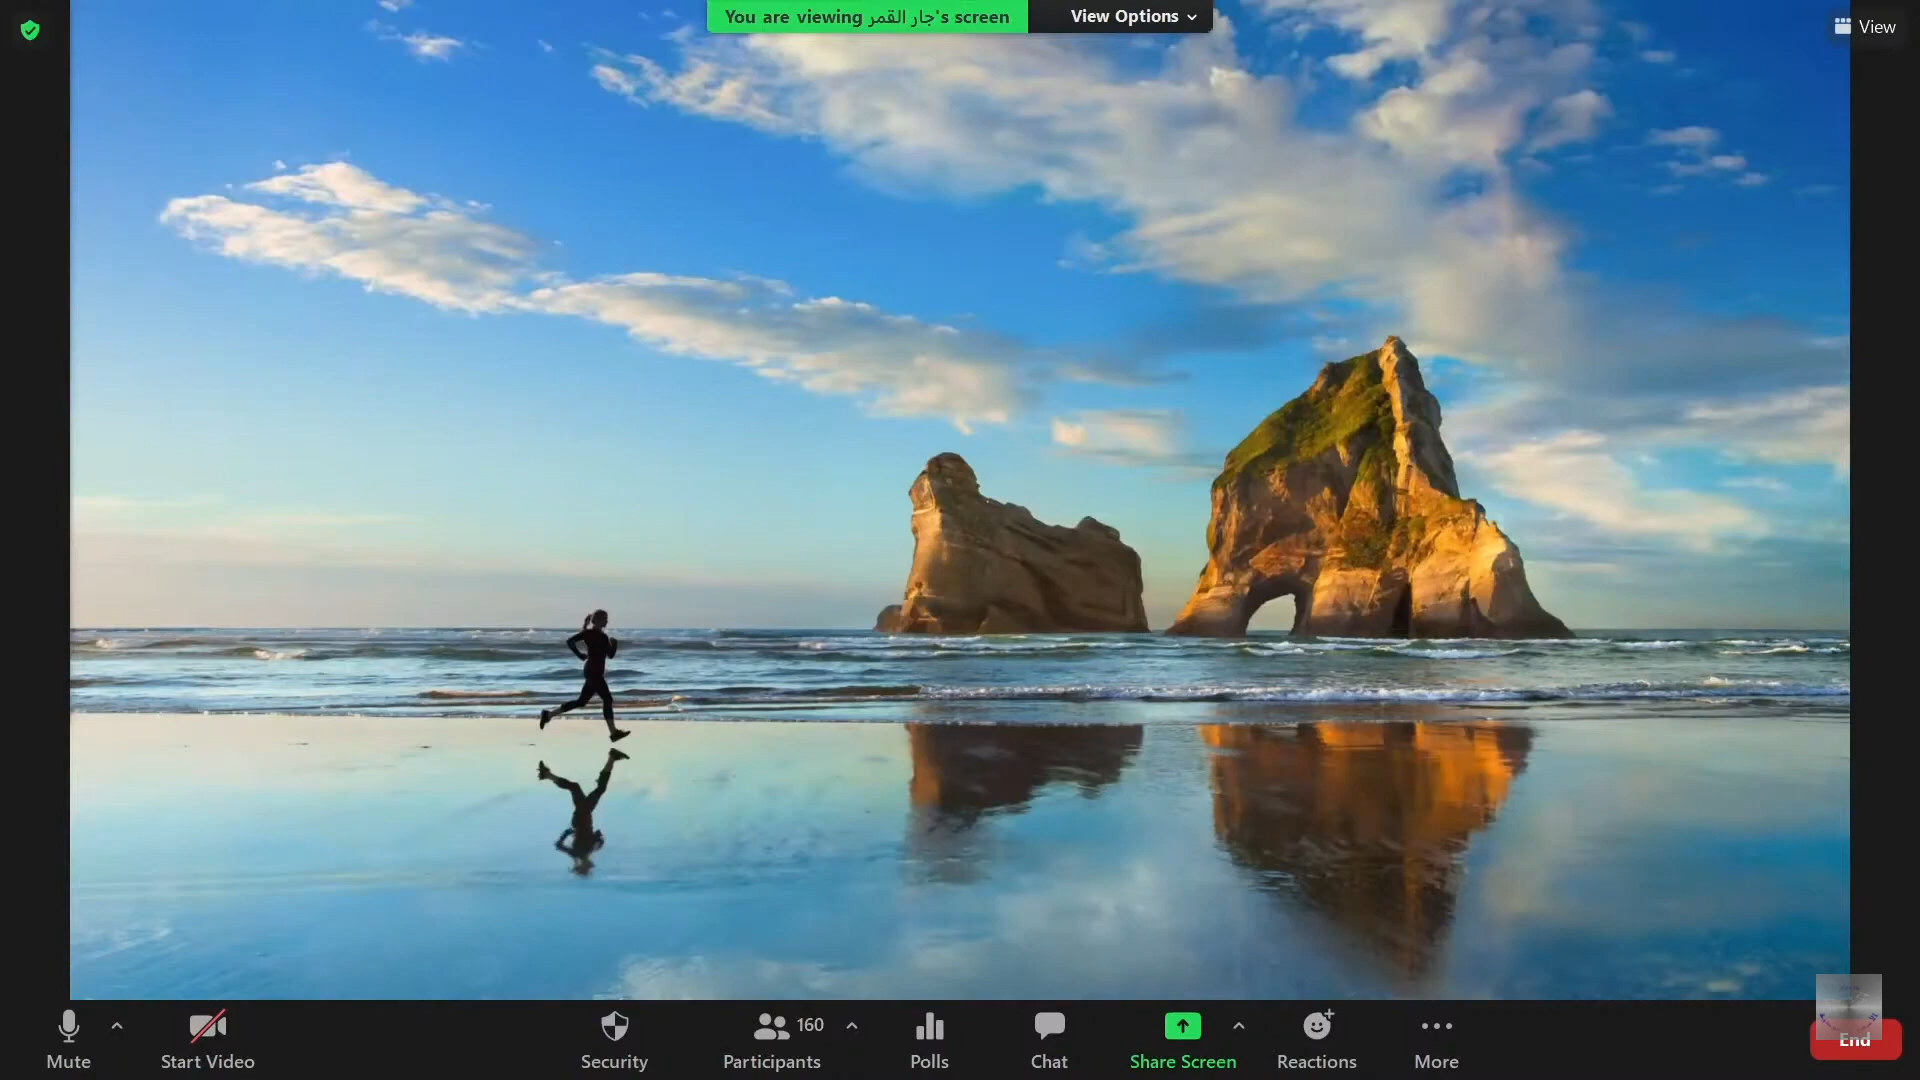 You are viewing جار القمر's screen
View Options
View
Mute
Start Video
Security
160
Participants
Polls
Chat
Share Screen
Reactions
More
End